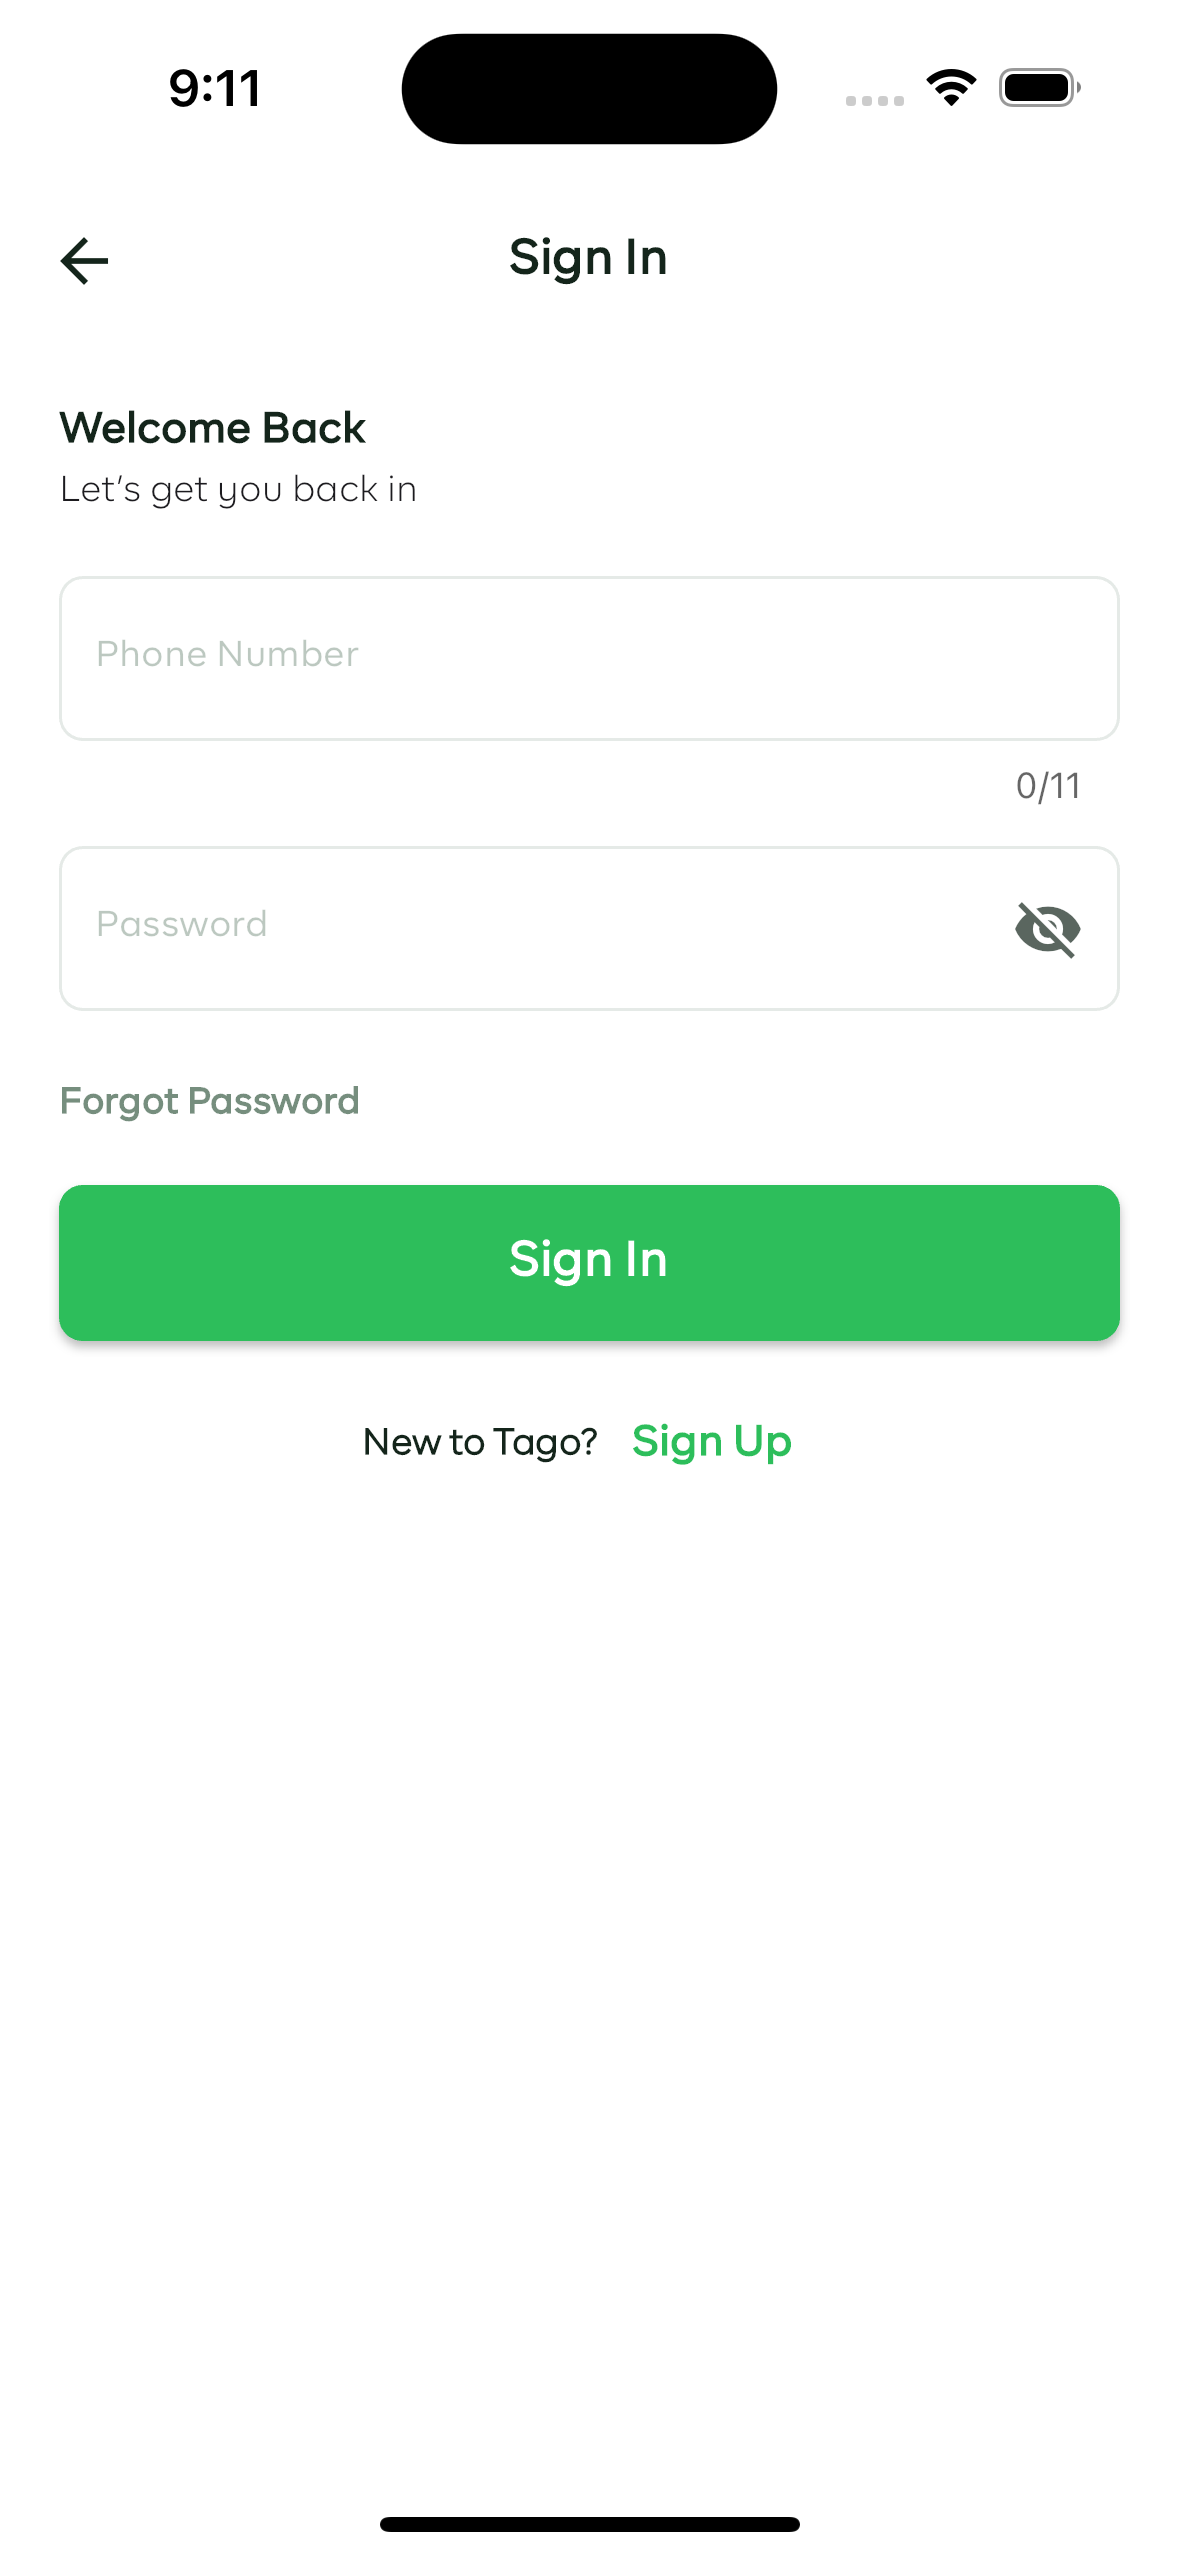 9:11
Sign In
Welcome Back
Let's get you back in
Phone Number
0/11
Password
Forgot Password
Sign In
New to Tago? Sign Up